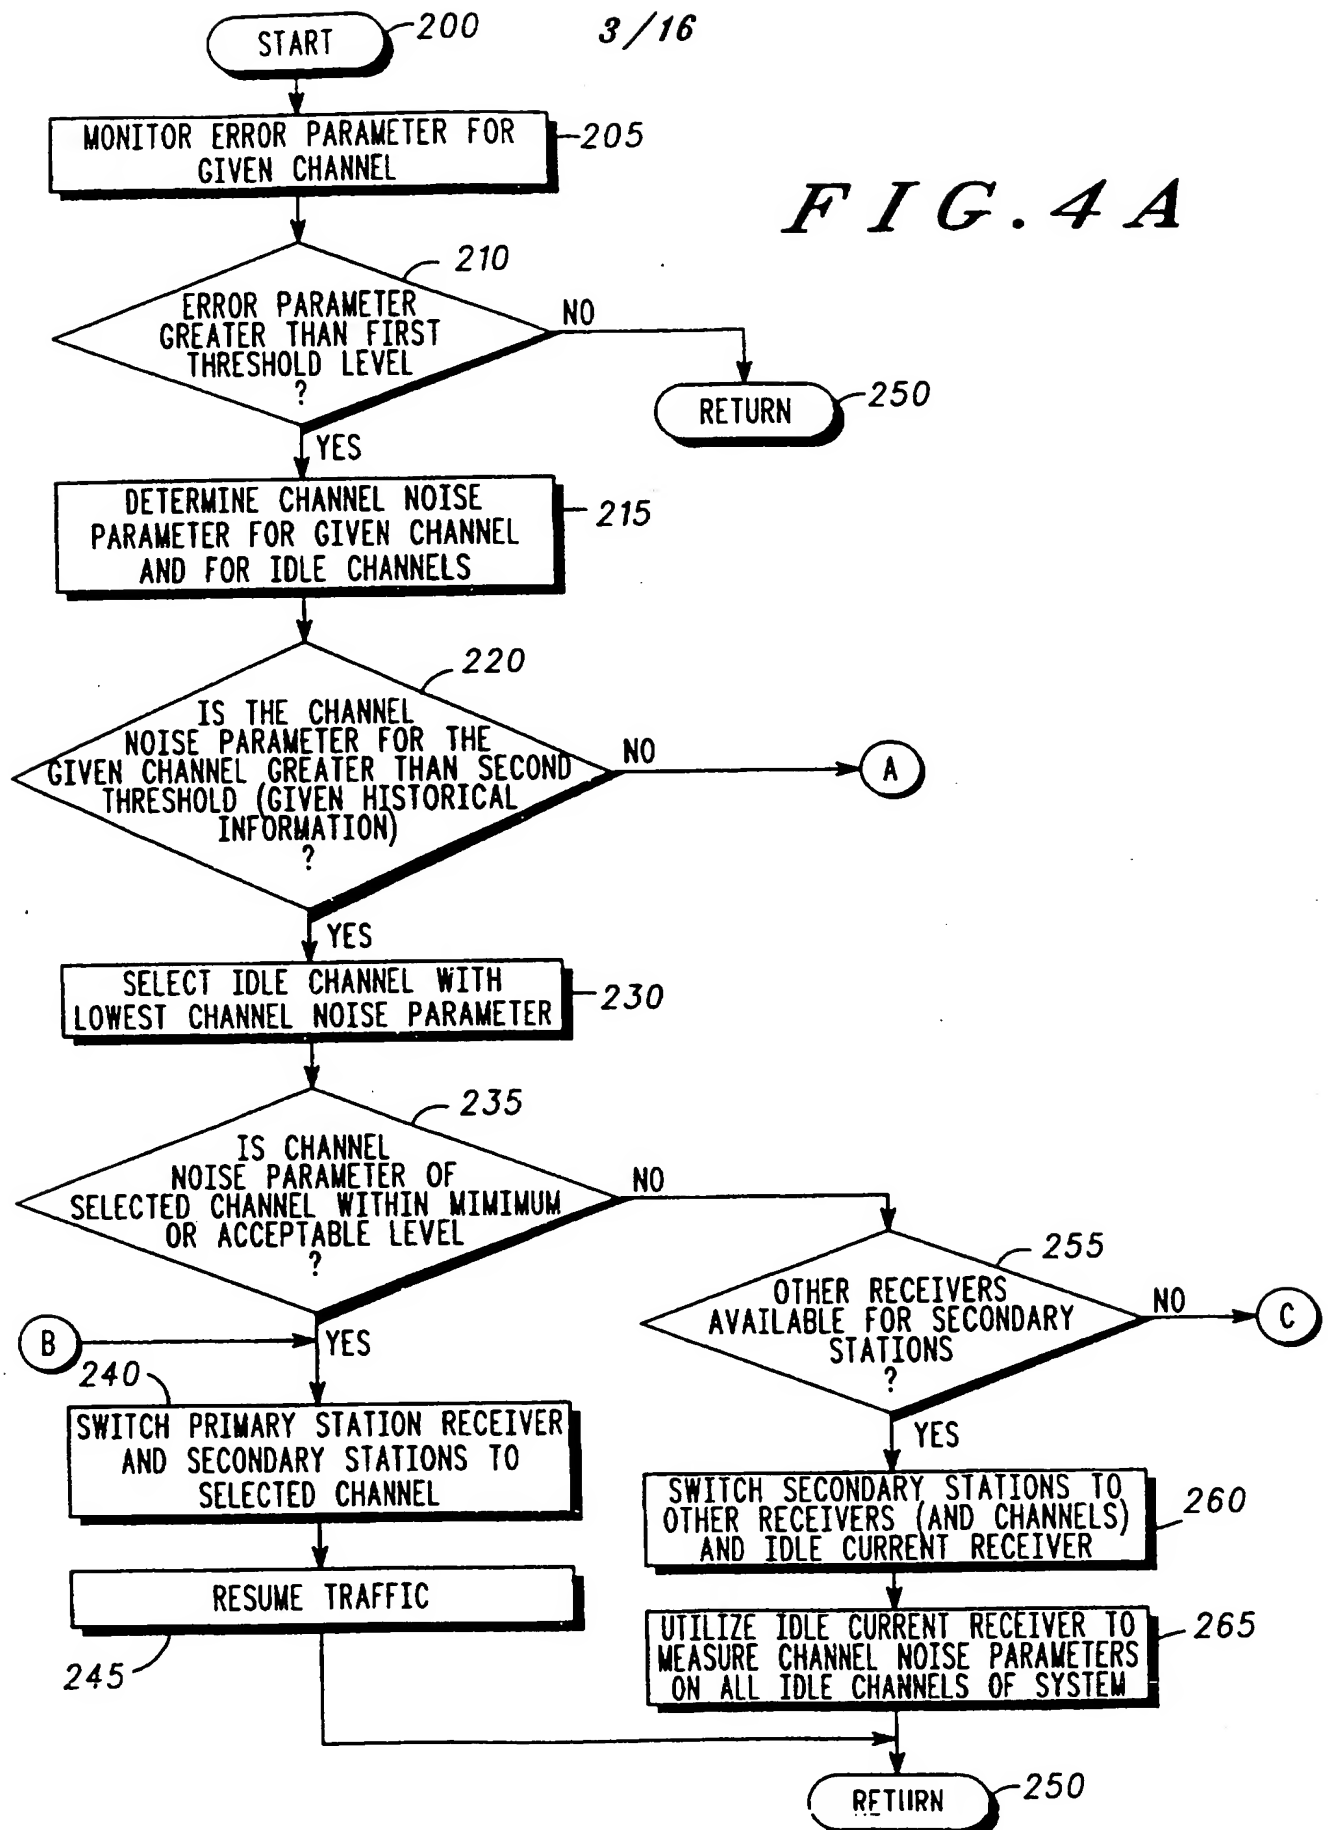 3/16
START
200
MONITOR ERROR PARAMETER FOR
GIVEN CHANNEL
205
FIG. 4A
210
ERROR PARAMETER
GREATER THAN FIRST
THRESHOLD LEVEL
?
NO
RETURN
250
YES
DETERMINE CHANNEL NOISE
PARAMETER FOR GIVEN CHANNEL
AND FOR IDLE CHANNELS
215
220
IS THE CHANNEL
NOISE PARAMETER FOR THE
GIVEN CHANNEL GREATER THAN SECOND
THRESHOLD (GIVEN HISTORICAL
INFORMATION)
?
NO
A
YES
SELECT IDLE CHANNEL WITH
LOWEST CHANNEL NOISE PARAMETER
230
235
IS CHANNEL
NOISE PARAMETER OF
SELECTED CHANNEL WITHIN MIMIMUM
OR ACCEPTABLE LEVEL
?
NO
255
OTHER RECEIVERS
AVAILABLE FOR SECONDARY
STATIONS
?
NO
C
B
YES
240
SWITCH PRIMARY STATION RECEIVER
AND SECONDARY STATIONS TO
SELECTED CHANNEL
YES
SWITCH SECONDARY STATIONS TO
OTHER RECEIVERS (AND CHANNELS)
AND IDLE CURRENT RECEIVER
260
RESUME TRAFFIC
245
UTILIZE IDLE CURRENT RECEIVER TO
MEASURE CHANNEL NOISE PARAMETERS
ON ALL IDLE CHANNELS OF SYSTEM
265
RETURN
250